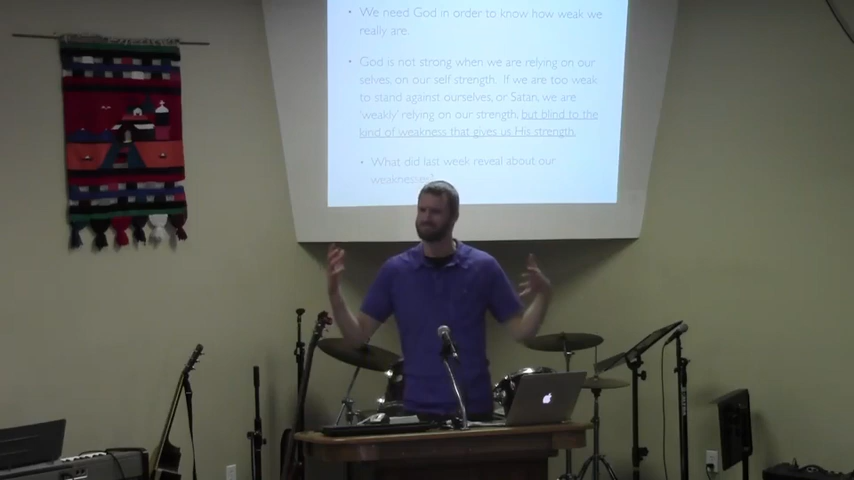 • We need God in order to know how weak we
really are.
• God is not strong when we are relying on our
selves, on our self strength. If we are too weak
to stand against ourselves, or Satan, we are
'weakly' relying on our strength, but blind to the
kind of weakness that gives us His strength.
• What did last week reveal about our
weaknesses?